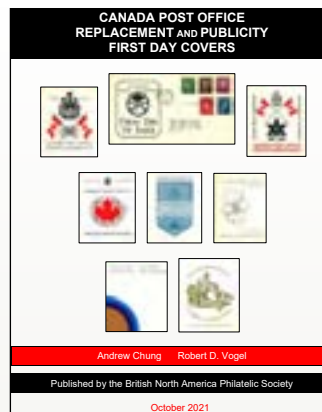 CANADA POST OFFICE
REPLACEMENT AND PUBLICITY
FIRST DAY COVERS
Andrew Chung Robert D. Vogel
Published by the British North America Philatelic Society
October 2021